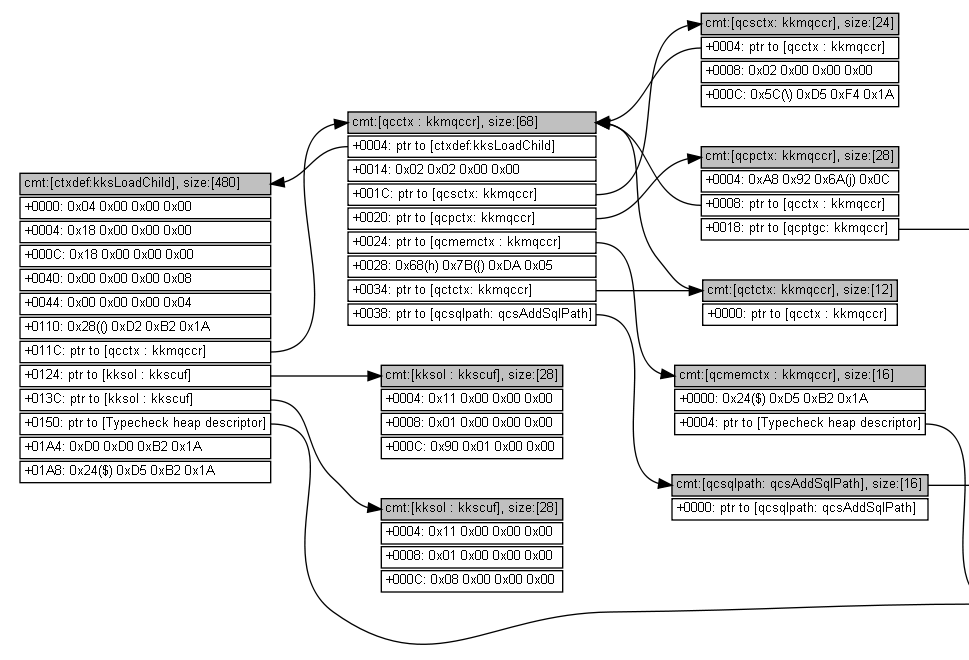 cmt:[ctxdef:kksLoadChild], size:[480]
+0000: 0x04 0x00 0x00 0x00
+0004: 0x18 0x00 0x00 0x00
+000C: 0x18 0x00 0x00 0x00
+0040: 0x00 0x00 0x00 0x08
+0044: 0x00 0x00 0x00 0x04
+0110: 0x28(() 0xD2 0xB2 0x1A
+011C: ptr to [qcctx : kkmqccr]
+0124: ptr to [kksol : kkscuf]
+013C: ptr to [kksol : kkscuf]
+0150: ptr to [Typecheck heap descriptor]
+01A4: 0xD0 0xD0 0xB2 0x1A
+01A8: 0x24($) 0xD5 0xB2 0x1A
cmt:[qcctx : kkmqccr], size:[68]
+0004: ptr to [ctxdef:kksLoadChild]
+0014: 0x02 0x02 0x00 0x00
+001C: ptr to [qcsctx: kkmqccr]
+0020: ptr to [qcpctx: kkmqccr]
+0024: ptr to [qcmemctx : kkmqccr]
+0028: 0x68(h) 0x7B({) 0xDA 0x05
+0034: ptr to [qctctx: kkmqccr]
+0038: ptr to [qcsqlpath: qcsAddSqlPath]
cmt:[kksol : kkscuf], size:[28]
+0004: 0x11 0x00 0x00 0x00
+0008: 0x01 0x00 0x00 0x00
+000C: 0x90 0x01 0x00 0x00
cmt:[kksol : kkscuf], size:[28]
+0004: 0x11 0x00 0x00 0x00
+0008: 0x01 0x00 0x00 0x00
+000C: 0x08 0x00 0x00 0x00
cmt:[qcsctx: kkmqccr], size:[24]
+0004: ptr to [qcctx : kkmqccr]
+0008: 0x02 0x00 0x00 0x00
+000C: 0x5C(\) 0xD5 0xF4 0x1A
cmt:[qcpctx: kkmqccr], size:[28]
+0004: 0xA8 0x92 0x6A(j) 0x0C
+0008: ptr to [qcctx : kkmqccr]
+0018: ptr to [qcptgc: kkmqccr]
cmt:[qctctx: kkmqccr], size:[12]
+0000: ptr to [qcctx : kkmqccr]
cmt:[qcmemctx : kkmqccr], size:[16]
+0000: 0x24($) 0xD5 0xB2 0x1A
+0004: ptr to [Typecheck heap descriptor]
cmt:[qcsqlpath: qcsAddSqlPath], size:[16]
+0000: ptr to [qcsqlpath: qcsAddSqlPath]